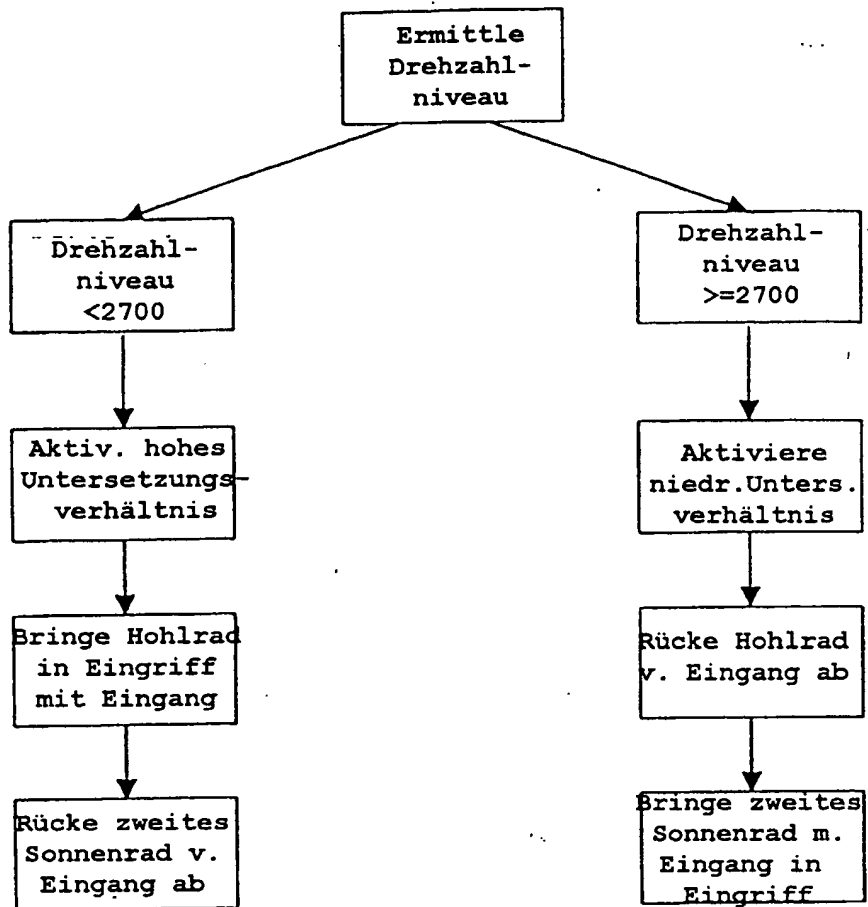 Ermittle
Drehzahl-
niveau
Drehzahl-
niveau
<2700
Drehzahl-
niveau
>=2700
Aktiv. hohes
Untersetzungs-
verhältnis
Aktiviere
niedr.Unters.
verhältnis
Bringe Hohlrad
in Eingriff
mit Eingang
Rücke Hohlrad
v. Eingang ab
Rücke zweites
Sonnenrad v.
Eingang ab
Bringe zweites
Sonnenrad m.
Eingang in
Eingriff